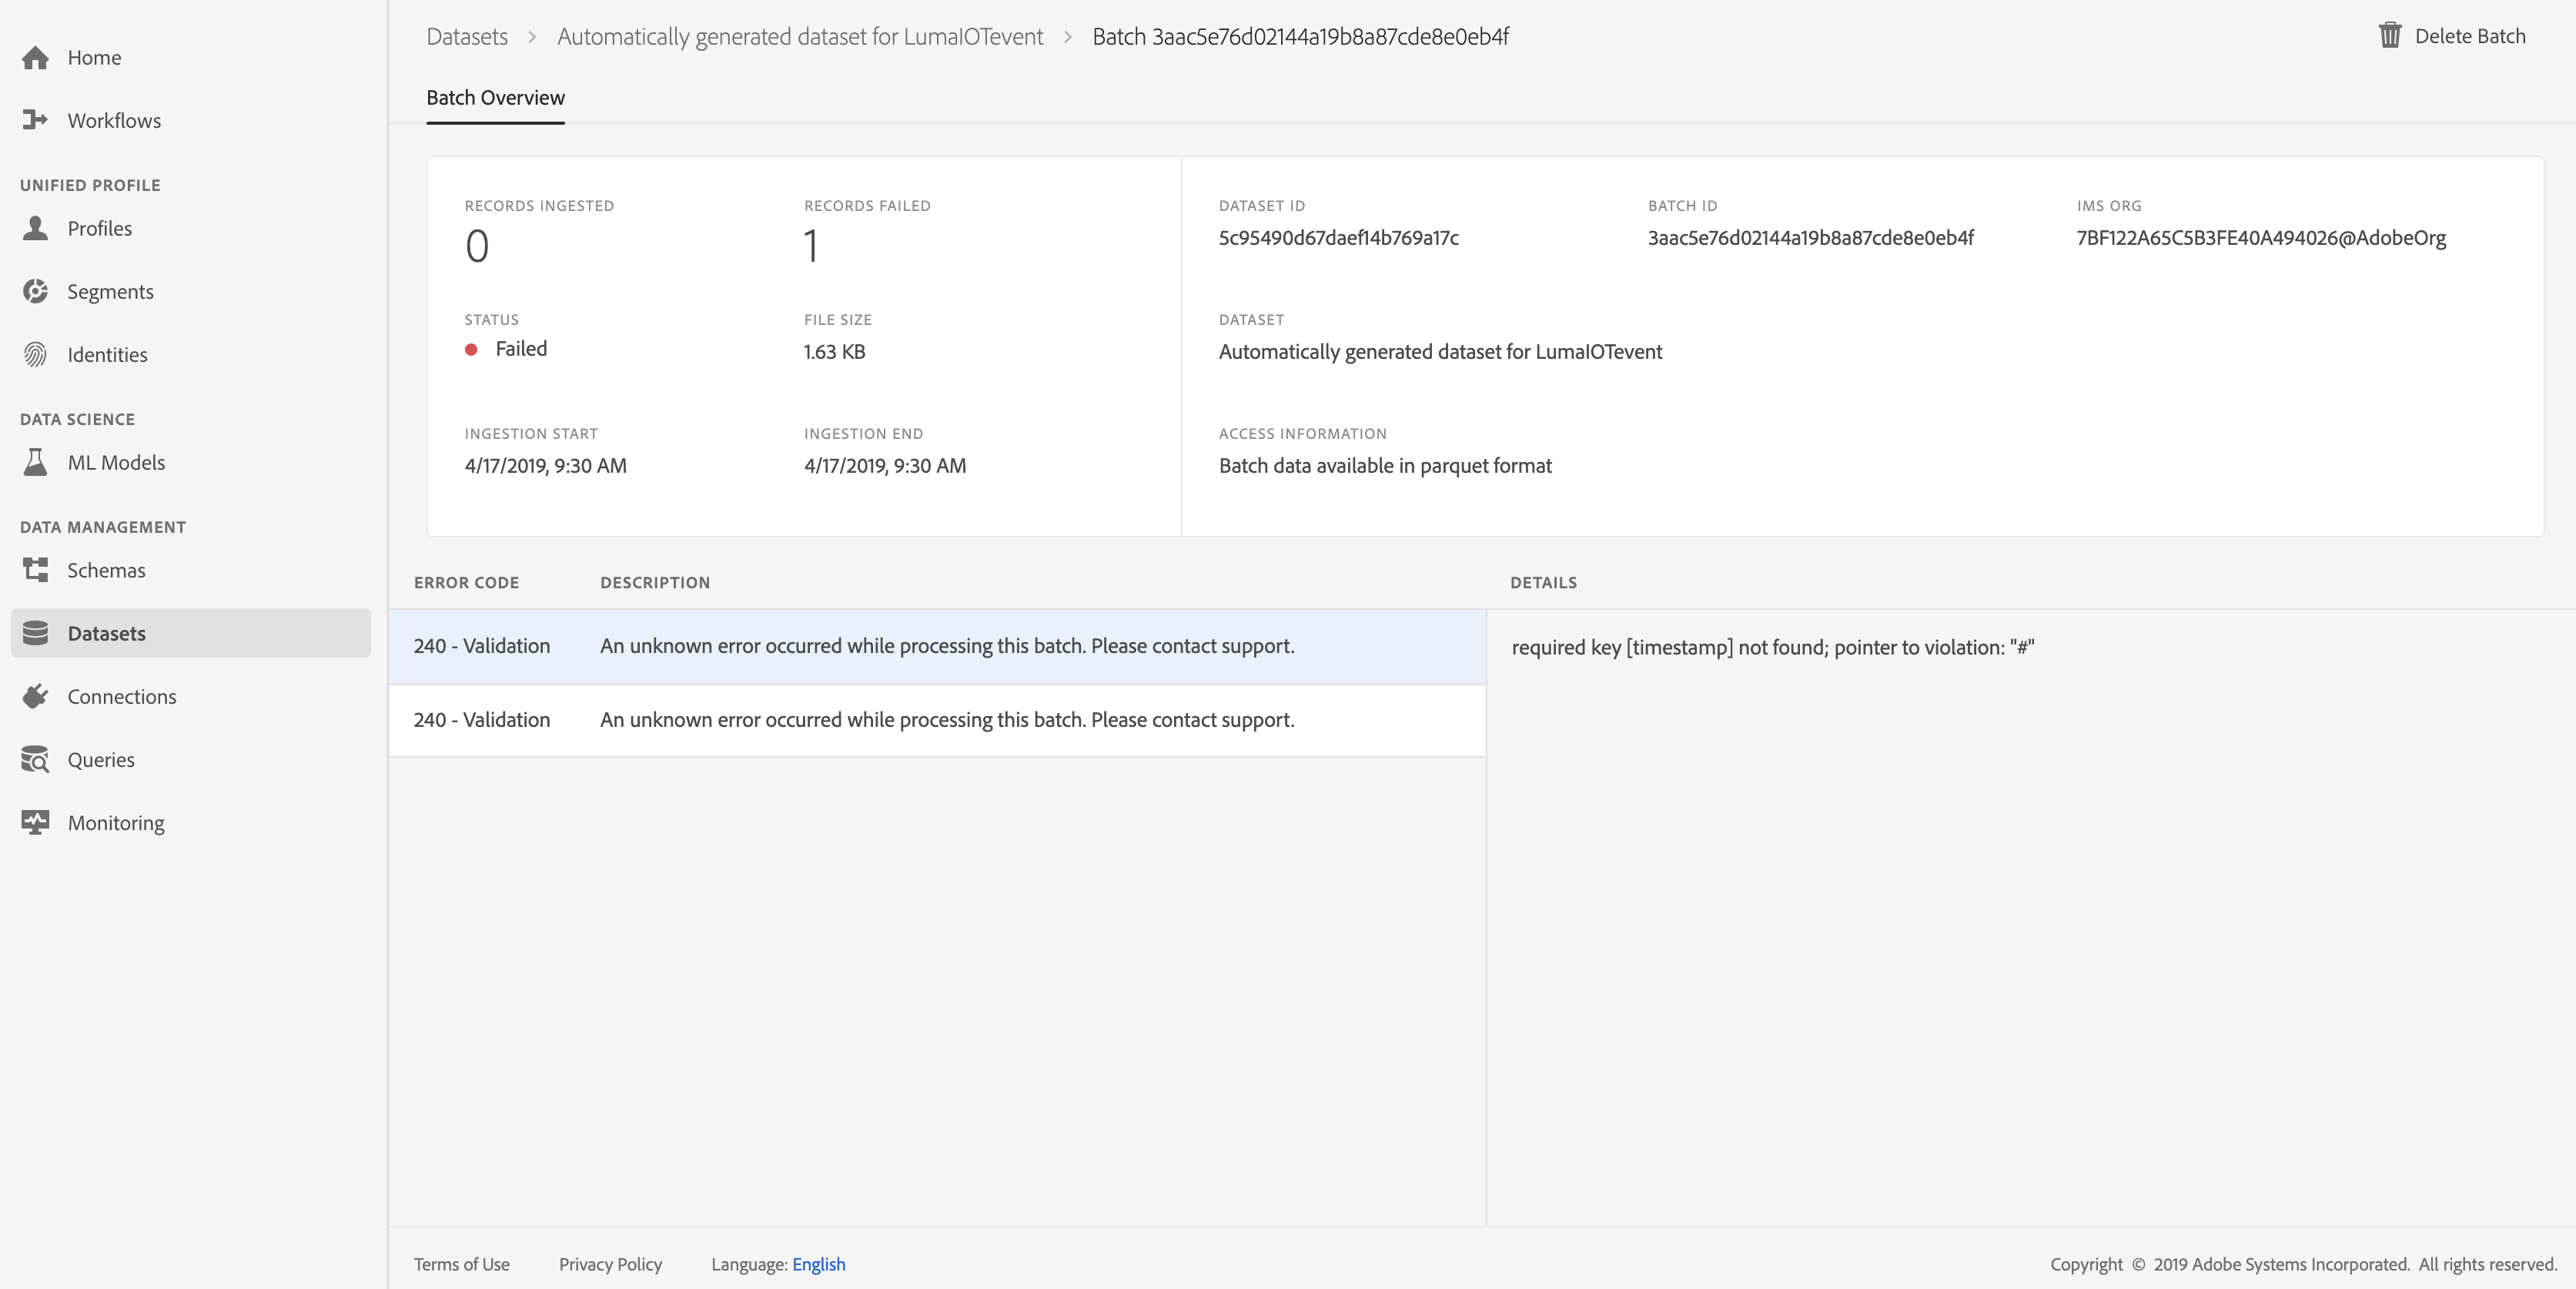 Home
Workflows
UNIFIED PROFILE
Profiles
Segments
Identities
DATA SCIENCE
ML Models
DATA MANAGEMENT
Schemas
Datasets
Connections
Queries
Monitoring
Datasets > Automatically generated dataset for LumaIOTevent > Batch 3aac5e76d02144a19b8a87cde8e0eb4f
Delete Batch
Batch Overview
RECORDS INGESTED
0
RECORDS FAILED
1
STATUS
Failed
FILE SIZE
1.63 KB
INGESTION START
4/17/2019, 9:30 AM
INGESTION END
4/17/2019, 9:30 AM
DATASET ID
5c95490d67daef14b769a17c
BATCH ID
3aac5e76d02144a19b8a87cde8e0eb4f
IMS ORG
7BF122A65C5B3FE40A494026@AdobeOrg
DATASET
Automatically generated dataset for LumaIOTevent
ACCESS INFORMATION
Batch data available in parquet format
ERROR CODE DESCRIPTION DETAILS
240 - Validation An unknown error occurred while processing this batch. Please contact support.
240 - Validation An unknown error occurred while processing this batch. Please contact support.
required key [timestamp] not found; pointer to violation: "#"
Terms of Use Privacy Policy Language: English
Copyright © 2019 Adobe Systems Incorporated. All rights reserved.